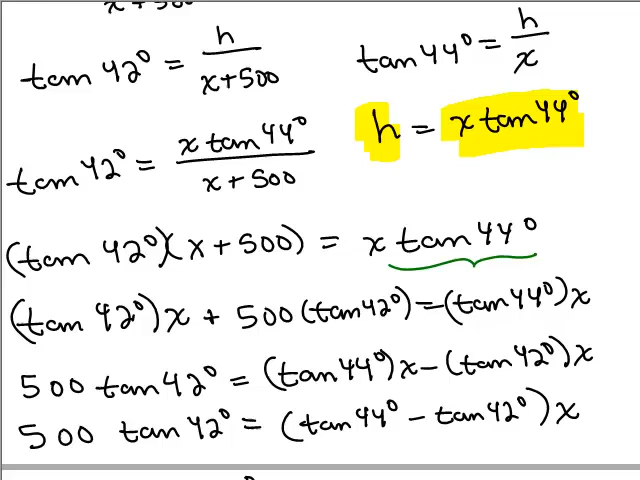 x+500
tan 42° = h/(x+500)
tan 44° = h/x
h = x tan 44°
tan 42° = (x tan 44°)/(x+500)
(tan 42°)(x + 500) = x tan 44°
(tan 42°)x + 500 (tan 42°) = (tan 44°)x
500 tan 42° = (tan 44°)x - (tan 42°)x
500 tan 42° = (tan 44° - tan 42°)x